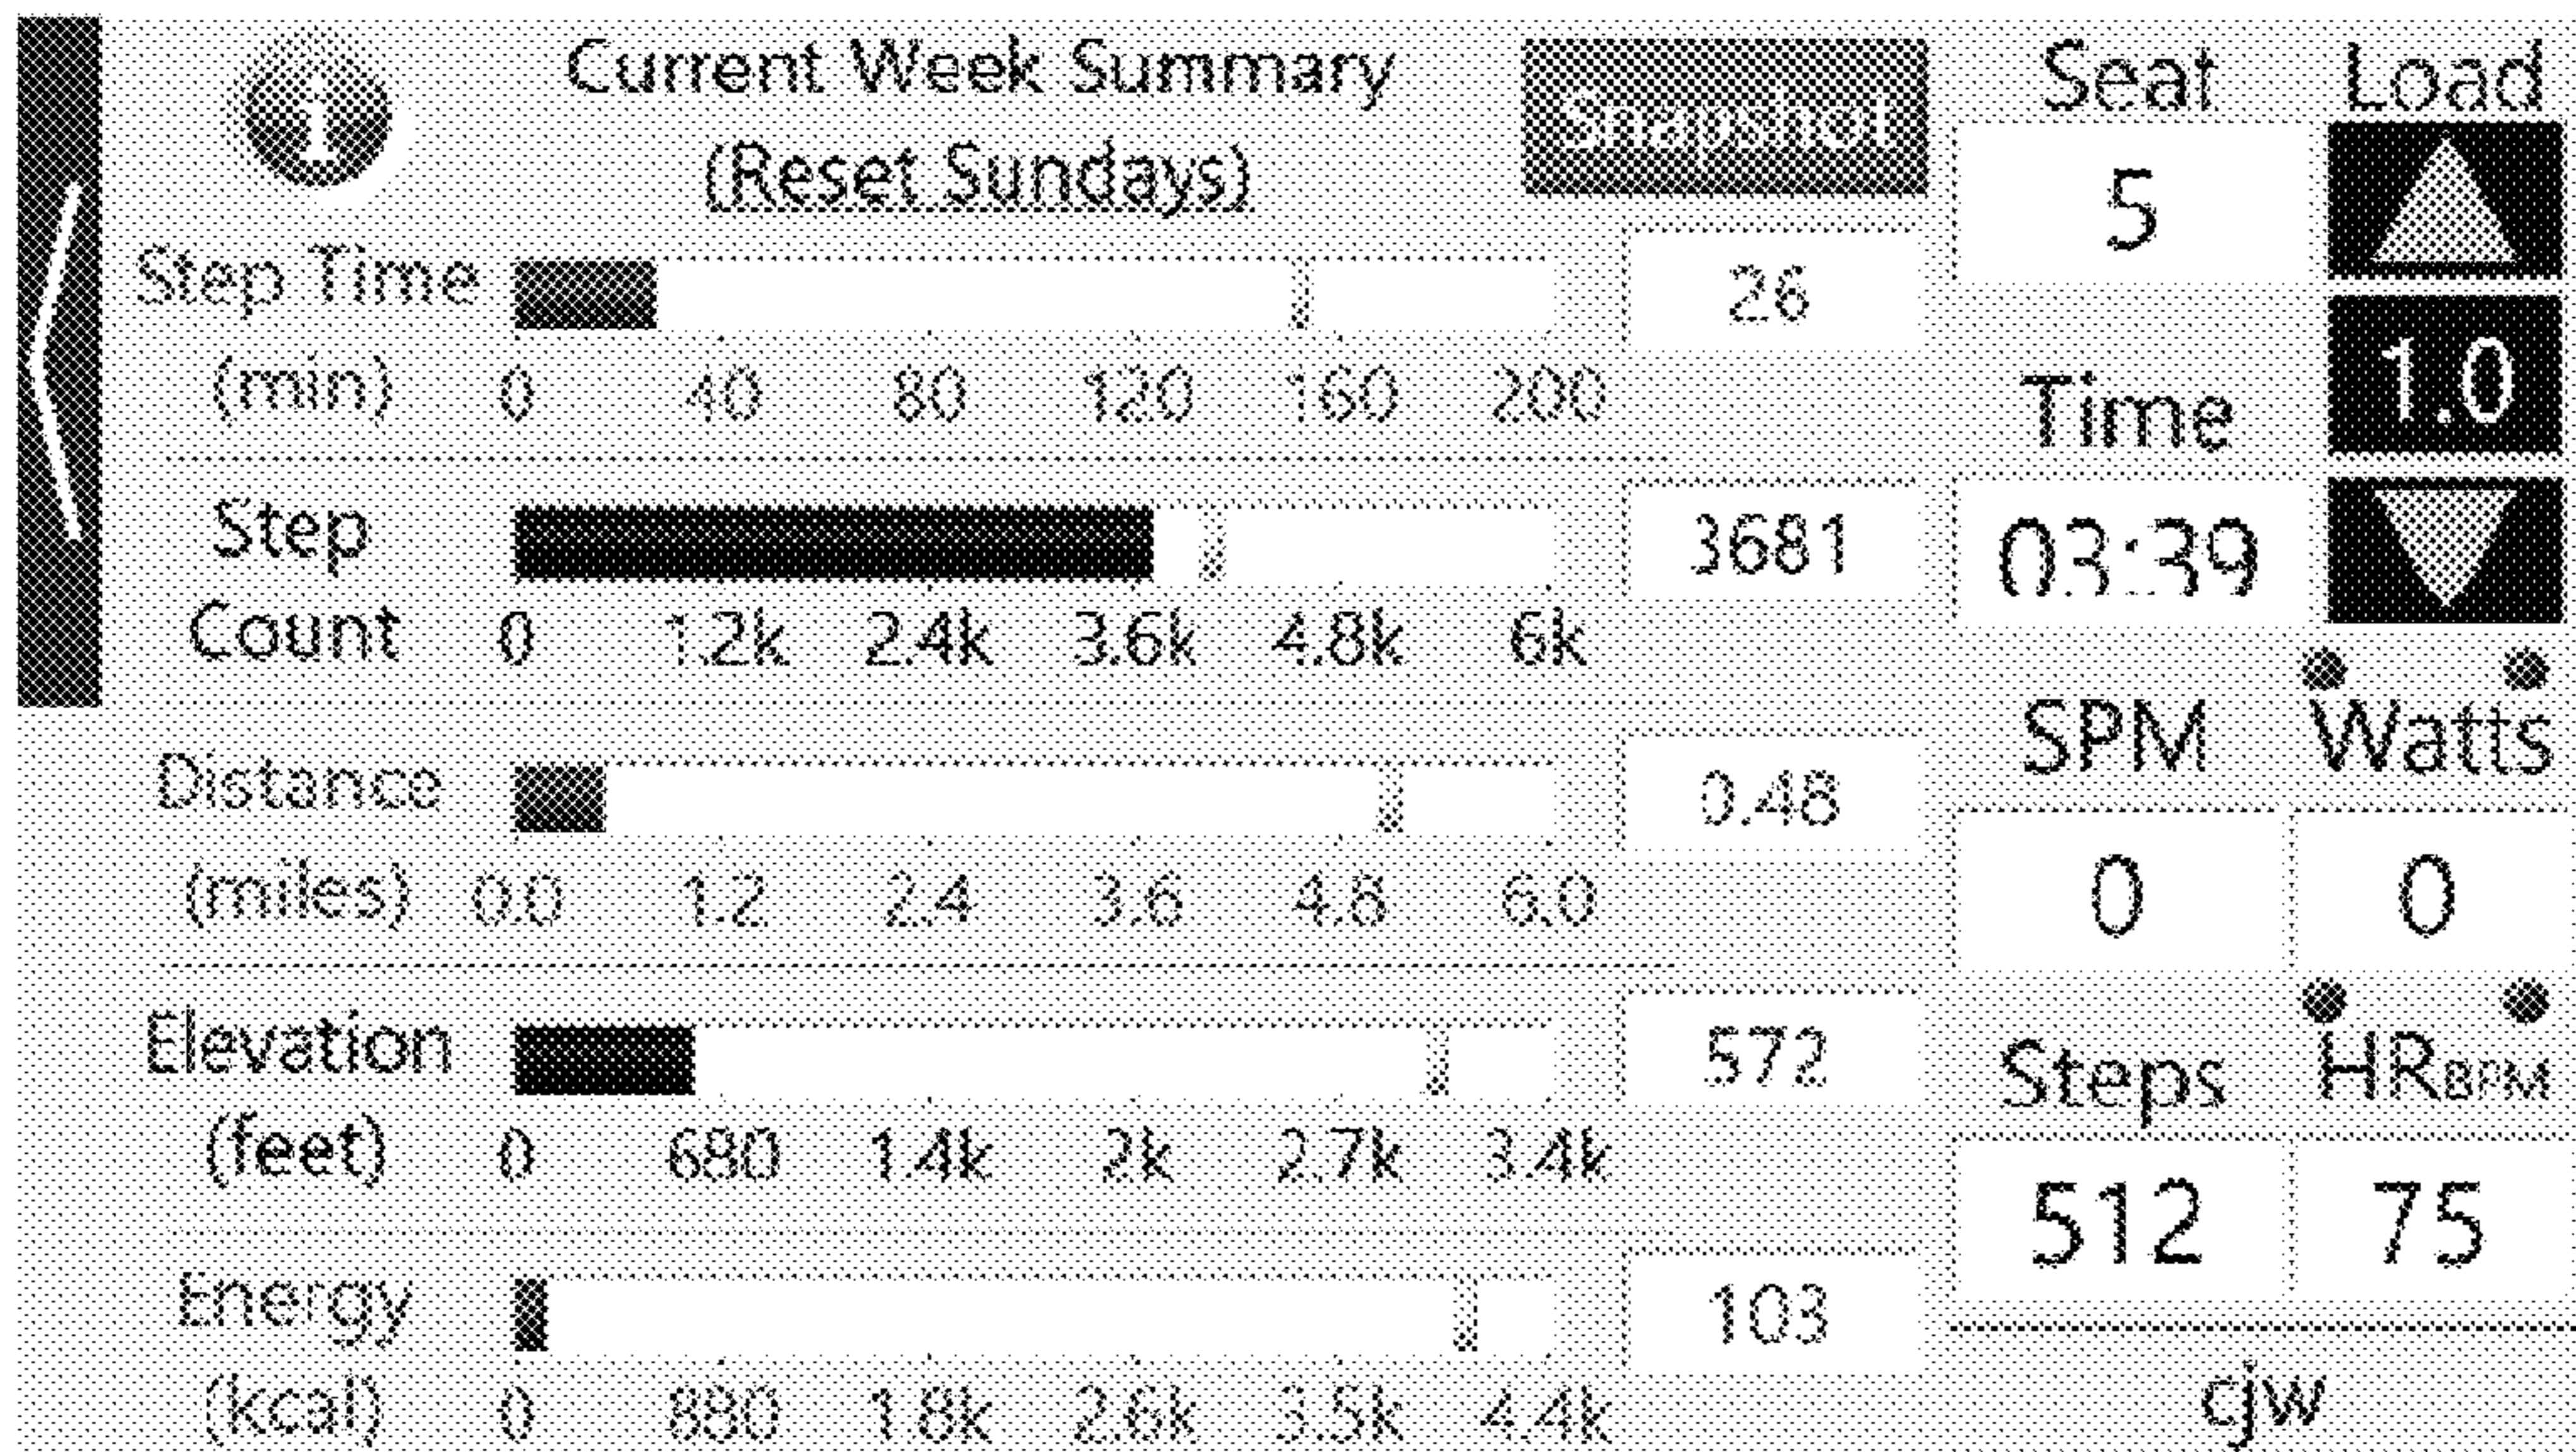 i
Current Week Summary
(Reset Sundays)
Snapshot
Step Time
(min)
26
0 40 80 120 160 200
Step
Count
3681
0 1.2k 2.4k 3.6k 4.8k 6k
Distance
(miles)
0.48
0.0 1.2 2.4 3.6 4.8 6.0
Elevation
(feet)
572
0 680 1.4k 2k 2.7k 3.4k
Energy
(kcal)
103
0 880 1.8k 2.6k 3.5k 4.4k
Seat
5
Load
1.0
Time
03:39
SPM
0
Watts
0
Steps
512
HR BPM
75
cjw